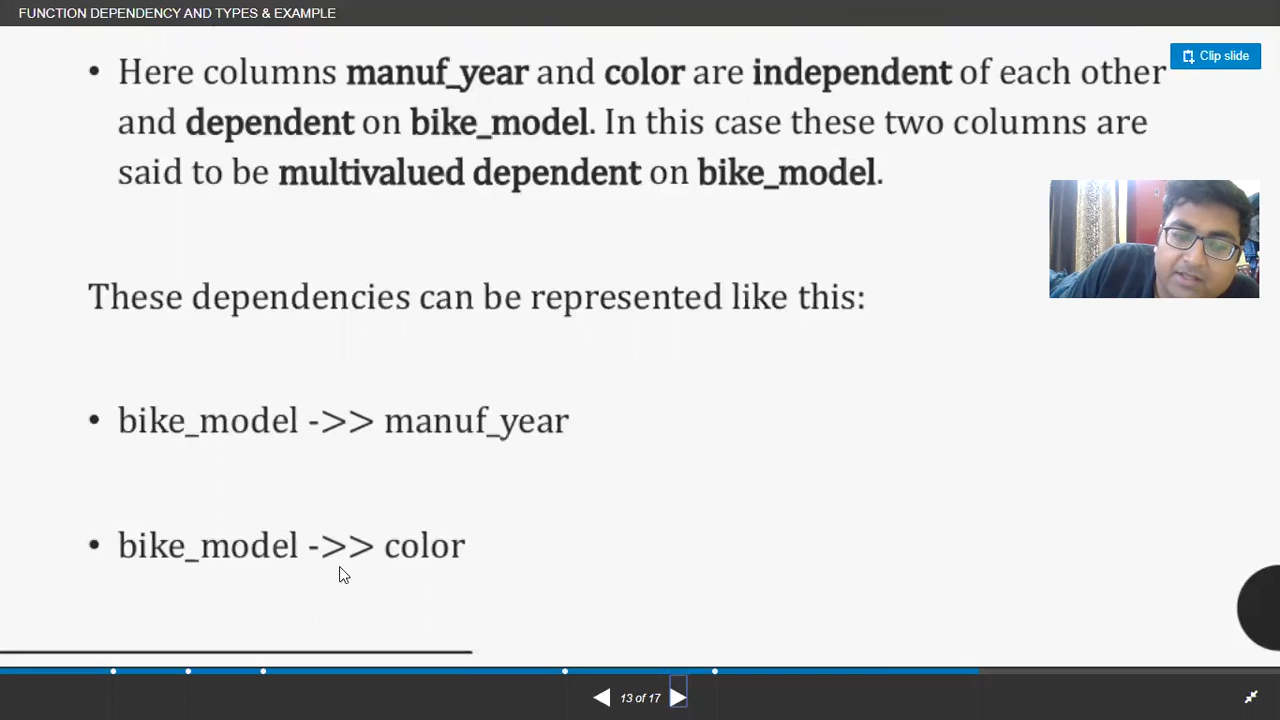 FUNCTION DEPENDENCY AND TYPES & EXAMPLE
Clip slide
• Here columns manuf_year and color are independent of each other
and dependent on bike_model. In this case these two columns are
said to be multivalued dependent on bike_model.
These dependencies can be represented like this:
• bike_model ->> manuf_year
• bike_model ->> color
13 of 17